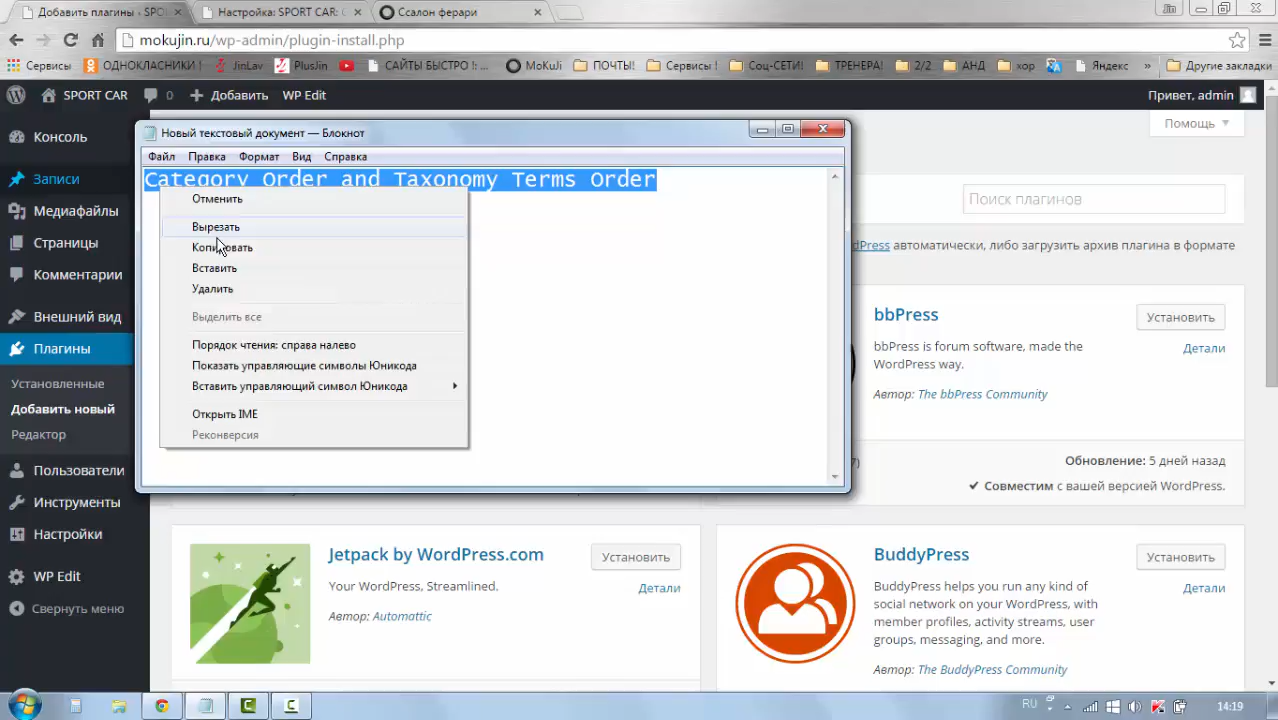 Добавить плагины ‹ SPO
Настройка: SPORT CAR:
Ссалон ферари
mokujin.ru/wp-admin/plugin-install.php
Сервисы
ОДНОКЛАСНИКИ !
JinLav
PlusJin
САЙТЫ БЫСТРО !:
MoKuJi
ПОЧТЫ!
Сервисы !
Соц-СЕТИ!
ТРЕНЕРА!
2/2
АНД
хор
Яндекс
»
Другие закладки
SPORT CAR
0
Добавить
WP Edit
Привет, admin
Консоль
Записи
Медиафайлы
Страницы
Комментарии
Внешний вид
Плагины
Установленные
Добавить новый
Редактор
Пользователи
Инструменты
Настройки
WP Edit
Свернуть меню
Новый текстовый документ — Блокнот
Файл
Правка
Формат
Вид
Справка
Category Order and Taxonomy Terms Order
Отменить
Вырезать
Копировать
Вставить
Удалить
Выделить все
Порядок чтения: справа налево
Показать управляющие символы Юникода
Вставить управляющий символ Юникода
Открыть IME
Реконверсия
Помощь
Поиск плагинов
dPress автоматически, либо загрузить архив плагина в формате
bbPress
Установить
bbPress is forum software, made the
WordPress way.
Детали
Автор: The bbPress Community
7)
Обновление: 5 дней назад
✔ Совместим с вашей версией WordPress.
Jetpack by WordPress.com
Установить
Your WordPress, Streamlined.
Детали
Автор: Automattic
BuddyPress
Установить
BuddyPress helps you run any kind of
social network on your WordPress, with
member profiles, activity streams, user
groups, messaging, and more.
Детали
Автор: The BuddyPress Community
RU
14:19